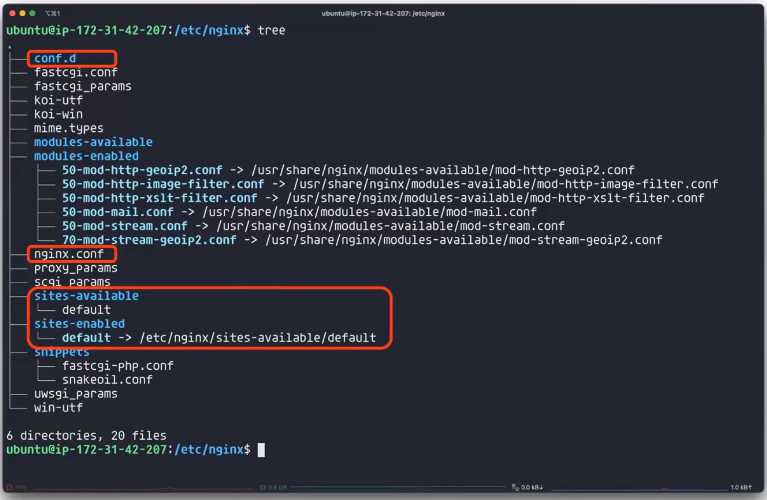 ⌥⌘1
ubuntu@ip-172-31-42-207: /etc/nginx
ubuntu@ip-172-31-42-207:/etc/nginx$ tree
.
├── conf.d
├── fastcgi.conf
├── fastcgi_params
├── koi-utf
├── koi-win
├── mime.types
├── modules-available
├── modules-enabled
│   ├── 50-mod-http-geoip2.conf -> /usr/share/nginx/modules-available/mod-http-geoip2.conf
│   ├── 50-mod-http-image-filter.conf -> /usr/share/nginx/modules-available/mod-http-image-filter.conf
│   ├── 50-mod-http-xslt-filter.conf -> /usr/share/nginx/modules-available/mod-http-xslt-filter.conf
│   ├── 50-mod-mail.conf -> /usr/share/nginx/modules-available/mod-mail.conf
│   ├── 50-mod-stream.conf -> /usr/share/nginx/modules-available/mod-stream.conf
│   └── 70-mod-stream-geoip2.conf -> /usr/share/nginx/modules-available/mod-stream-geoip2.conf
├── nginx.conf
├── proxy_params
├── scgi_params
├── sites-available
│   └── default
├── sites-enabled
│   └── default -> /etc/nginx/sites-available/default
├── snippets
│   ├── fastcgi-php.conf
│   └── snakeoil.conf
├── uwsgi_params
└── win-utf
6 directories, 20 files
ubuntu@ip-172-31-42-207:/etc/nginx$
0.0 kB↓ 1.0 kB↑